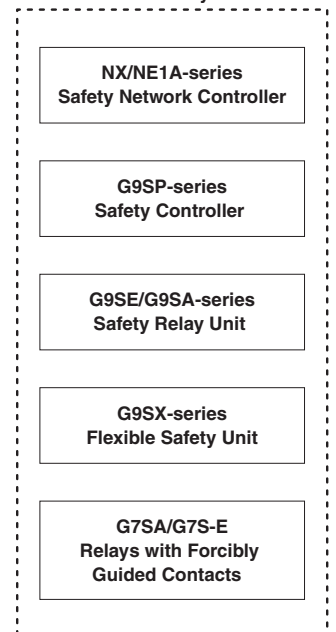 NX/NE1A-series
Safety Network Controller
G9SP-series
Safety Controller
G9SE/G9SA-series
Safety Relay Unit
G9SX-series
Flexible Safety Unit
G7SA/G7S-E
Relays with Forcibly
Guided Contacts